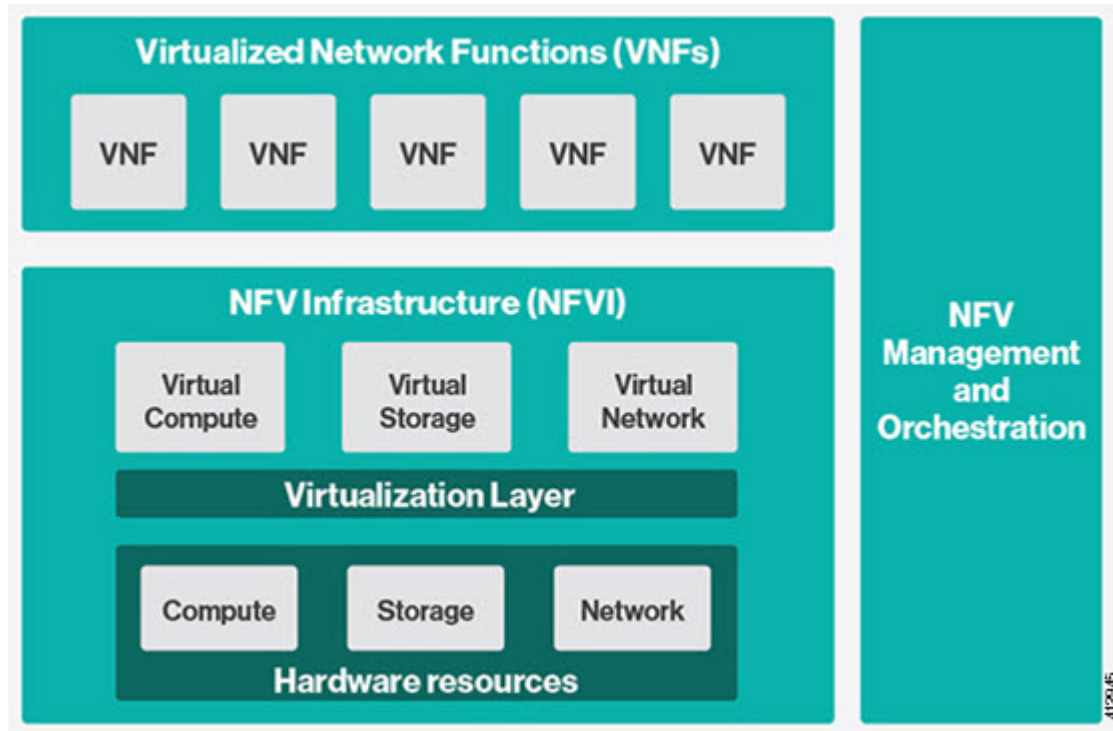 Virtualized Network Functions (VNFs)
VNF VNF VNF VNF VNF
NFV Infrastructure (NFVI)
Virtual Compute
Virtual Storage
Virtual Network
Virtualization Layer
Compute Storage Network
Hardware resources
NFV
Management
and
Orchestration